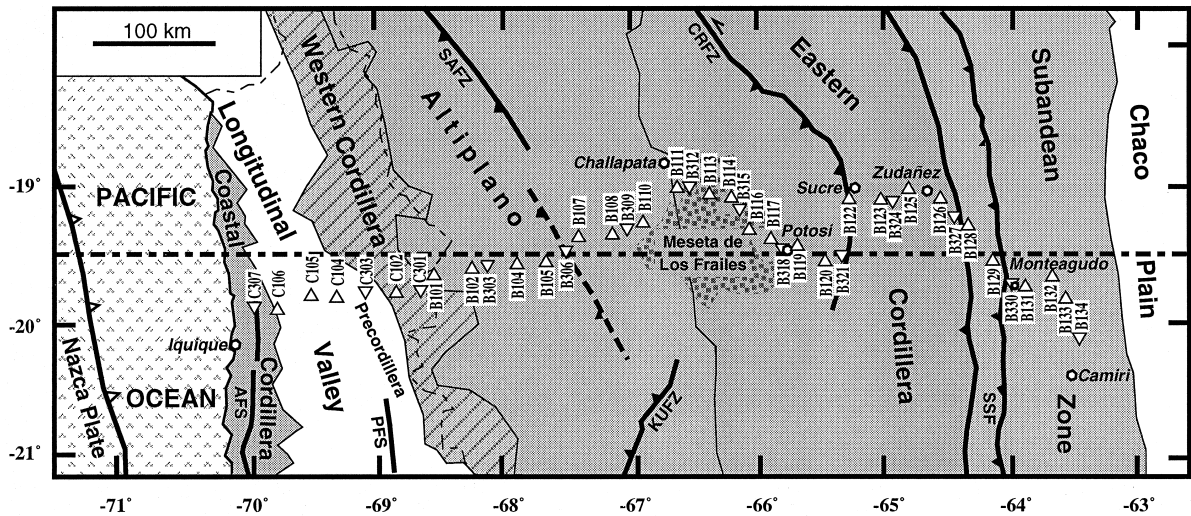 100 km
PACIFIC
OCEAN
Nazca Plate
Coastal
Cordillera
Longitudinal
Valley
Precordillera
Western Cordillera
Altiplano
Eastern
Cordillera
Subandean
Zone
Chaco
Plain
SAFZ
CRFZ
KUFZ
AFS
PFS
SSF
Challapata
Sucre
Zudañez
Potosi
Monteagudo
Camiri
Iquique
Meseta de
Los Frailes
C307
C106
C105
C104
C303
C102
C301
B101
B102
B303
B104
B105
B306
B107
B108
B309
B110
B111
B312
B113
B114
B315
B116
B117
B318
B119
B120
B321
B122
B123
B324
B125
B126
B327
B128
B129
B330
B131
B132
B133
B134
-19°
-20°
-21°
-71°
-70°
-69°
-68°
-67°
-66°
-65°
-64°
-63°